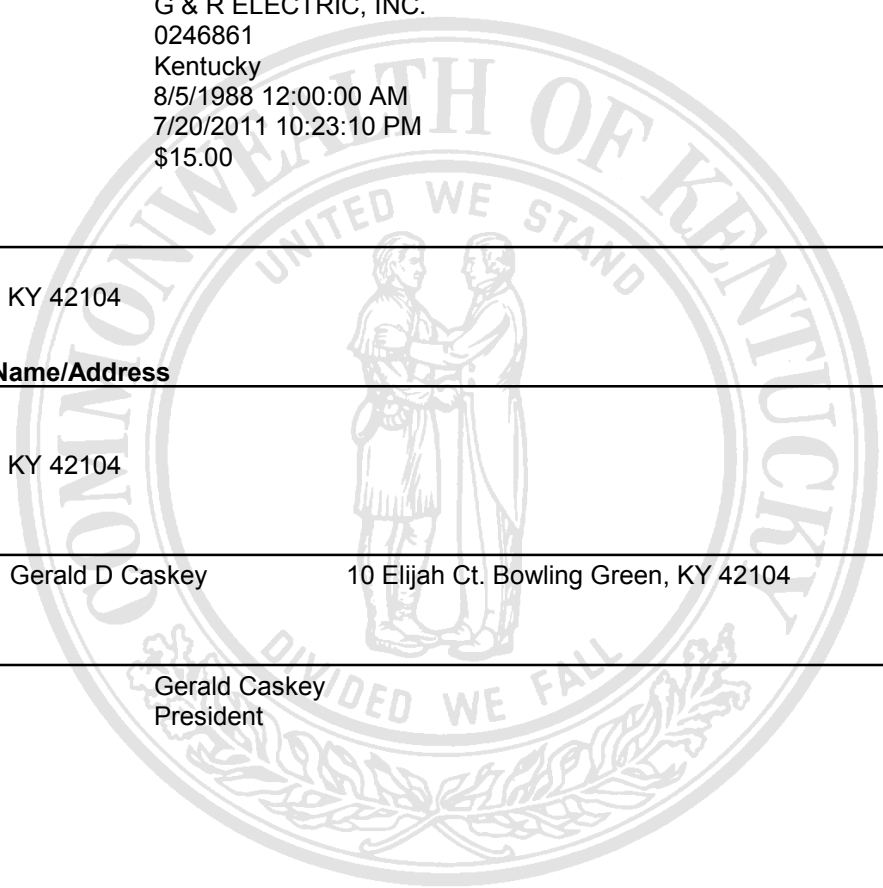 G & R ELECTRIC, INC.
0246861
Kentucky
8/5/1988 12:00:00 AM
7/20/2011 10:23:10 PM
$15.00
COMMONWEALTH OF KENTUCKY
UNITED WE STAND
KY 42104
Name/Address
KY 42104
Gerald D Caskey 10 Elijah Ct. Bowling Green, KY 42104
DIVIDED WE FALL
Gerald Caskey
President